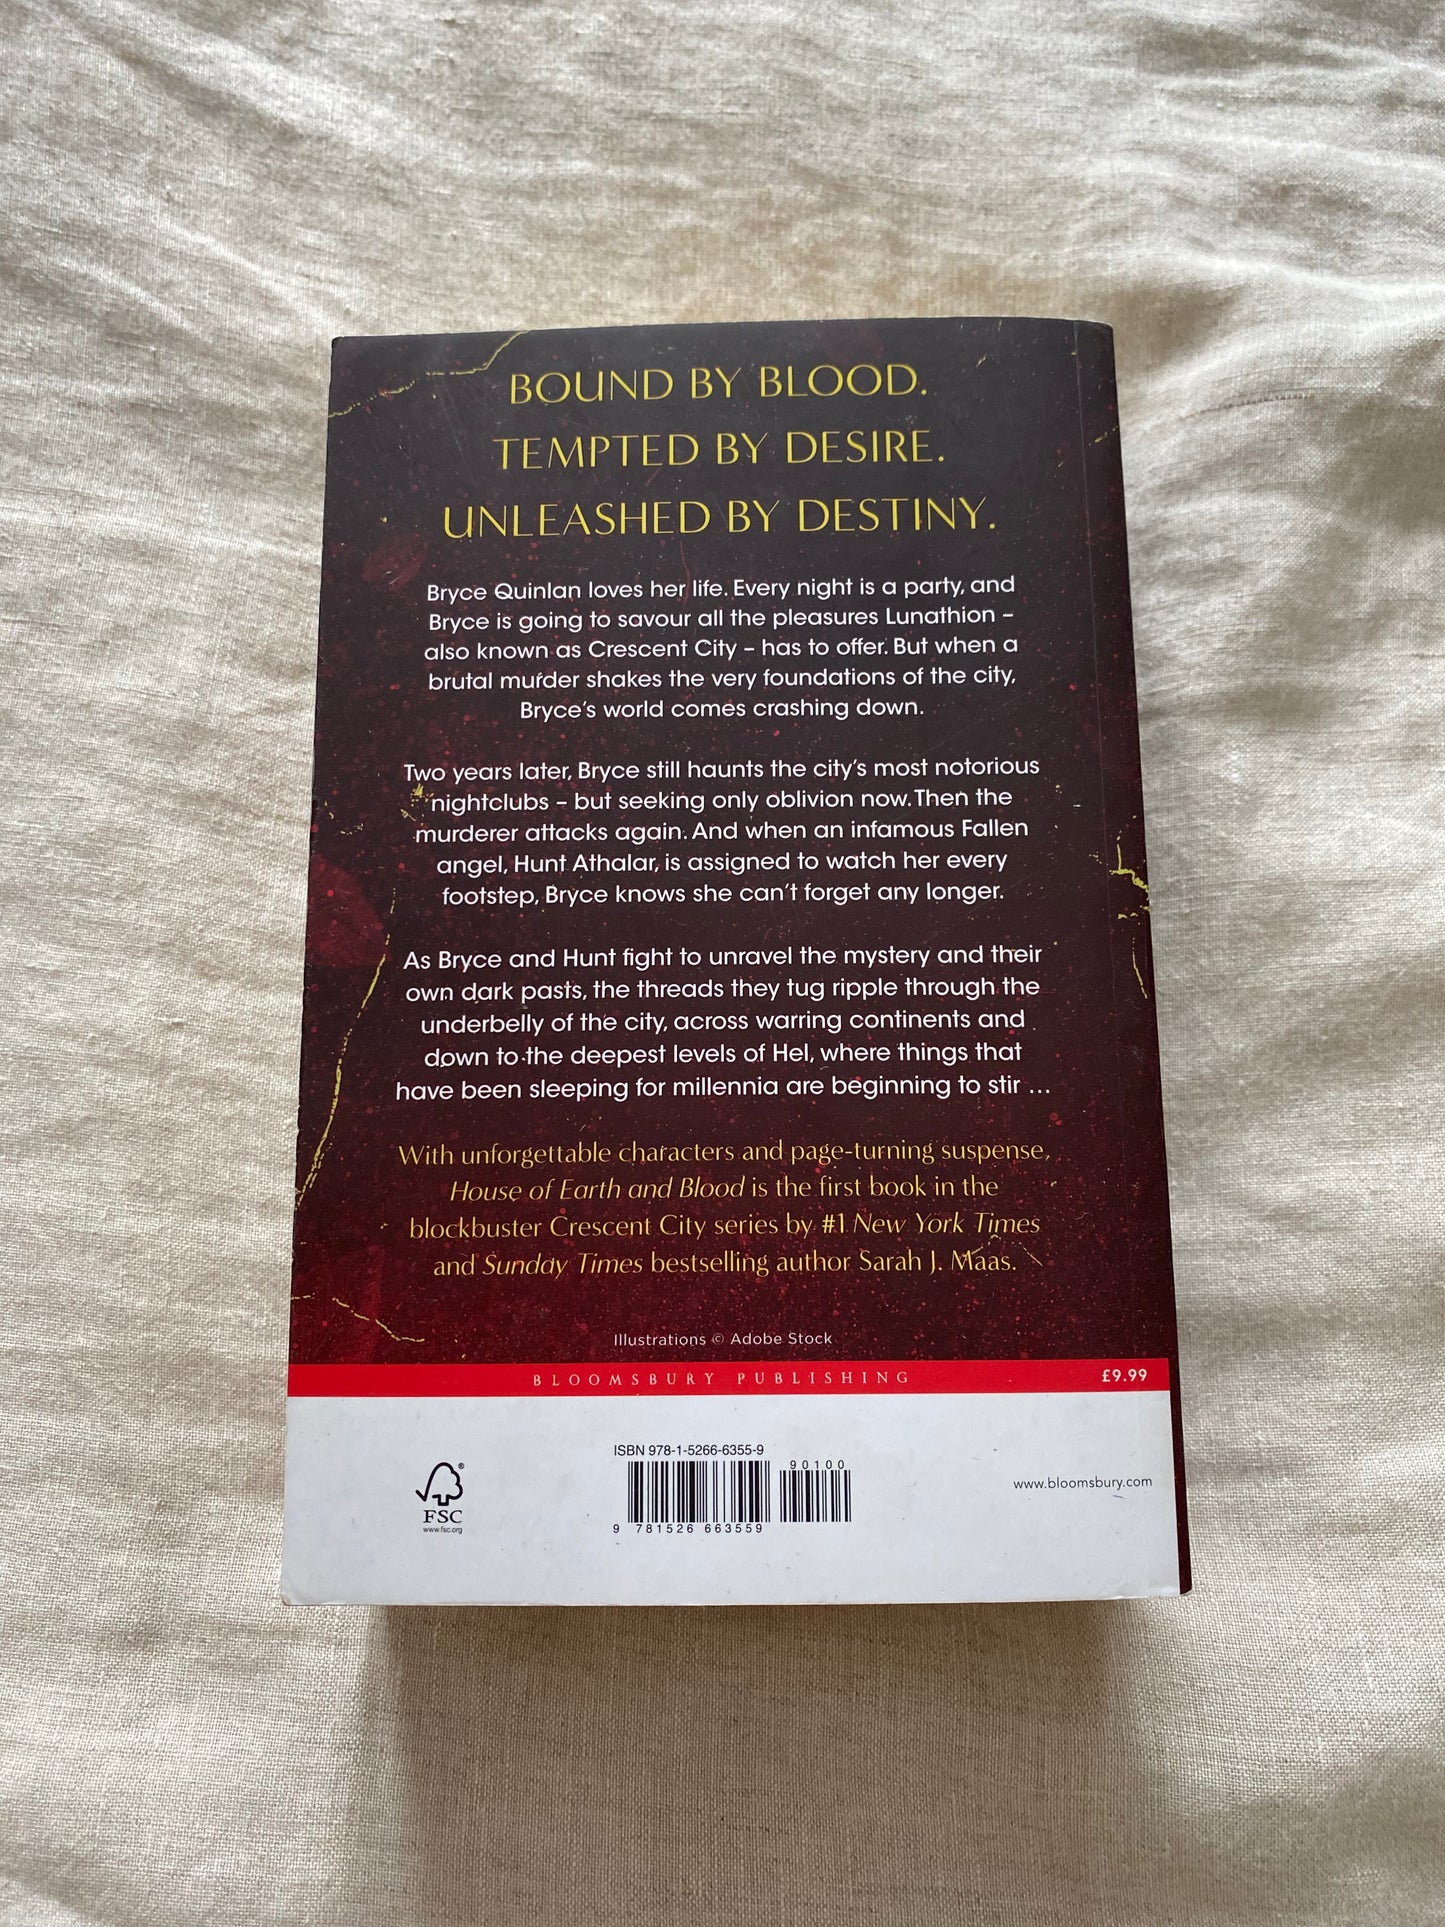 BOUND BY BLOOD.
TEMPTED BY DESIRE.
UNLEASHED BY DESTINY.
Bryce Quinlan loves her life. Every night is a party, and
Bryce is going to savour all the pleasures Lunathion –
also known as Crescent City – has to offer. But when a
brutal murder shakes the very foundations of the city,
Bryce's world comes crashing down.
Two years later, Bryce still haunts the city's most notorious
nightclubs – but seeking only oblivion now. Then the
murderer attacks again. And when an infamous Fallen
angel, Hunt Athalar, is assigned to watch her every
footstep, Bryce knows she can't forget any longer.
As Bryce and Hunt fight to unravel the mystery and their
own dark pasts, the threads they tug ripple through the
underbelly of the city, across warring continents and
down to the deepest levels of Hel, where things that
have been sleeping for millennia are beginning to stir ...
With unforgettable characters and page-turning suspense,
House of Earth and Blood is the first book in the
blockbuster Crescent City series by #1 New York Times
and Sunday Times bestselling author Sarah J. Maas.
Illustrations © Adobe Stock
BLOOMSBURY PUBLISHING £9.99
ISBN 978-1-5266-6355-9
90100
9 781526 663559
FSC
www.fsc.org
www.bloomsbury.com